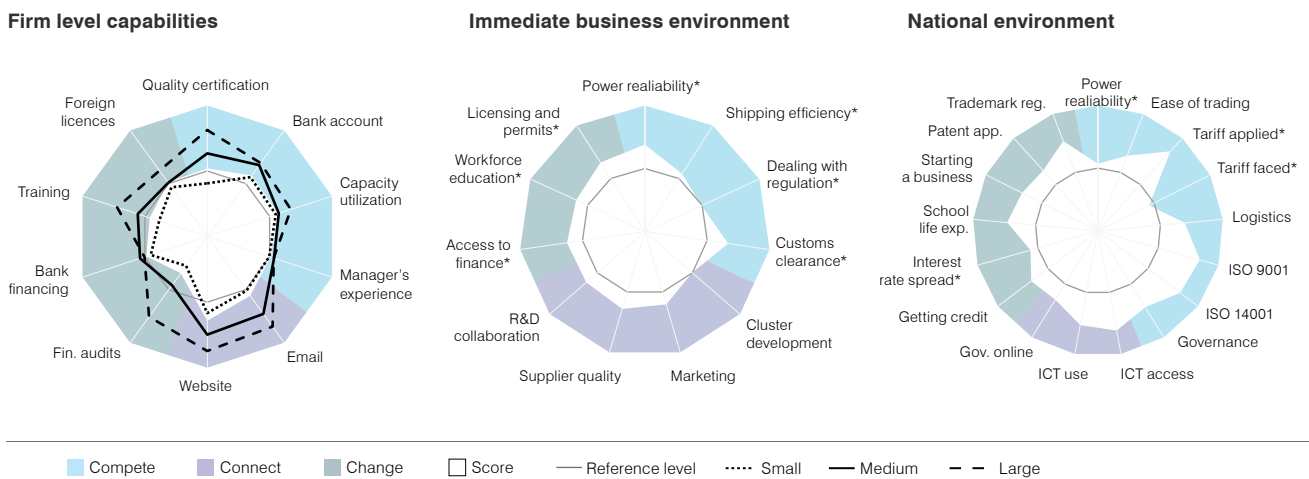 Firm level capabilities
Quality certification
Bank account
Capacity
utilization
Manager's
experience
Email
Website
Fin. audits
Bank
financing
Training
Foreign
licences
Immediate business environment
Power realiability*
Shipping efficiency*
Dealing with
regulation*
Customs
clearance*
Cluster
development
Marketing
Supplier quality
R&D
collaboration
Access to
finance*
Workforce
education*
Licensing and
permits*
National environment
Power
realiability*
Ease of trading
Tariff applied*
Tariff faced*
Logistics
ISO 9001
ISO 14001
Governance
ICT access
ICT use
Gov. online
Getting credit
Interest
rate spread*
School
life exp.
Starting
a business
Patent app.
Trademark reg.
Compete
Connect
Change
Score
Reference level
Small
Medium
Large